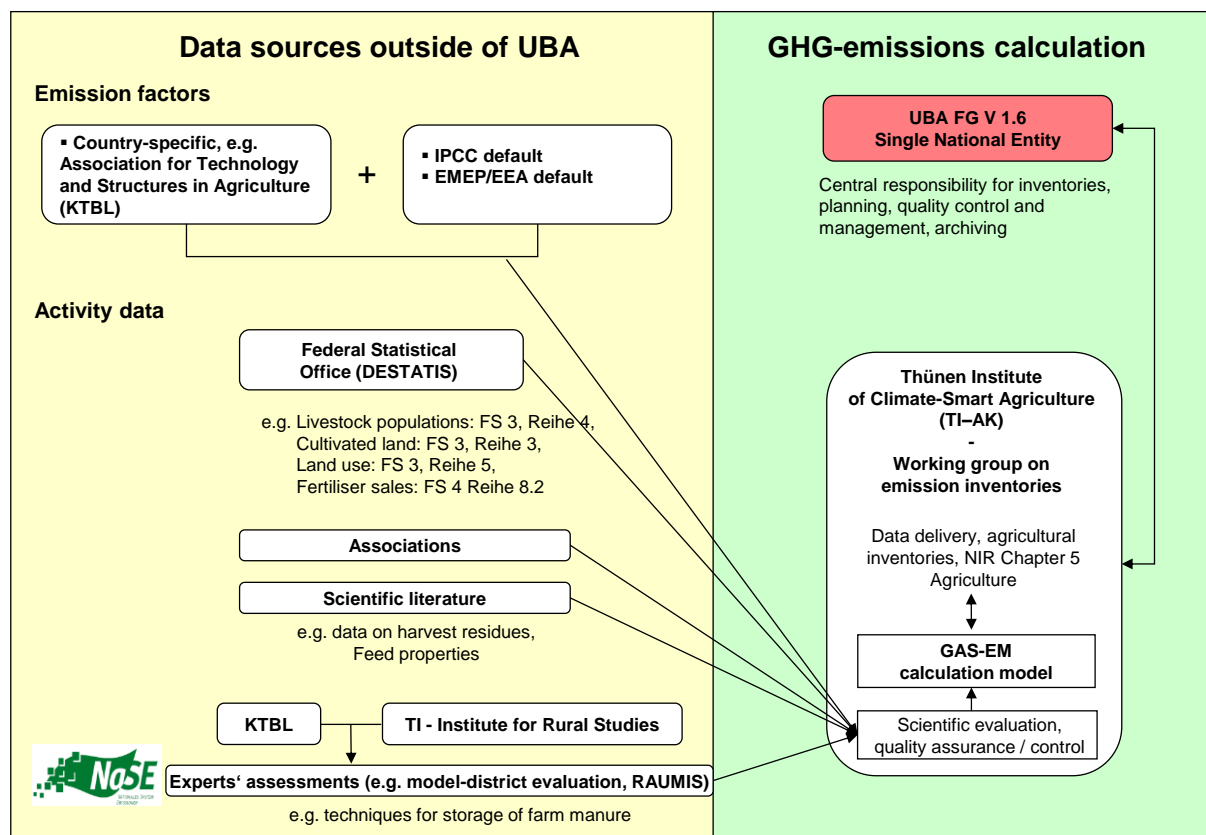 Data sources outside of UBA
Emission factors
▪ Country-specific, e.g.
Association for Technology
and Structures in Agriculture
(KTBL)
+
▪ IPCC default
▪ EMEP/EEA default
Activity data
Federal Statistical
Office (DESTATIS)
e.g. Livestock populations: FS 3, Reihe 4,
Cultivated land: FS 3, Reihe 3,
Land use: FS 3, Reihe 5,
Fertiliser sales: FS 4 Reihe 8.2
Associations
Scientific literature
e.g. data on harvest residues,
Feed properties
KTBL
TI - Institute for Rural Studies
Experts‘ assessments (e.g. model-district evaluation, RAUMIS)
e.g. techniques for storage of farm manure
NaSE
GHG-emissions calculation
UBA FG V 1.6
Single National Entity
Central responsibility for inventories,
planning, quality control and
management, archiving
Thünen Institute
of Climate-Smart Agriculture
(TI–AK)
-
Working group on
emission inventories
Data delivery, agricultural
inventories, NIR Chapter 5
Agriculture
GAS-EM
calculation model
Scientific evaluation,
quality assurance / control